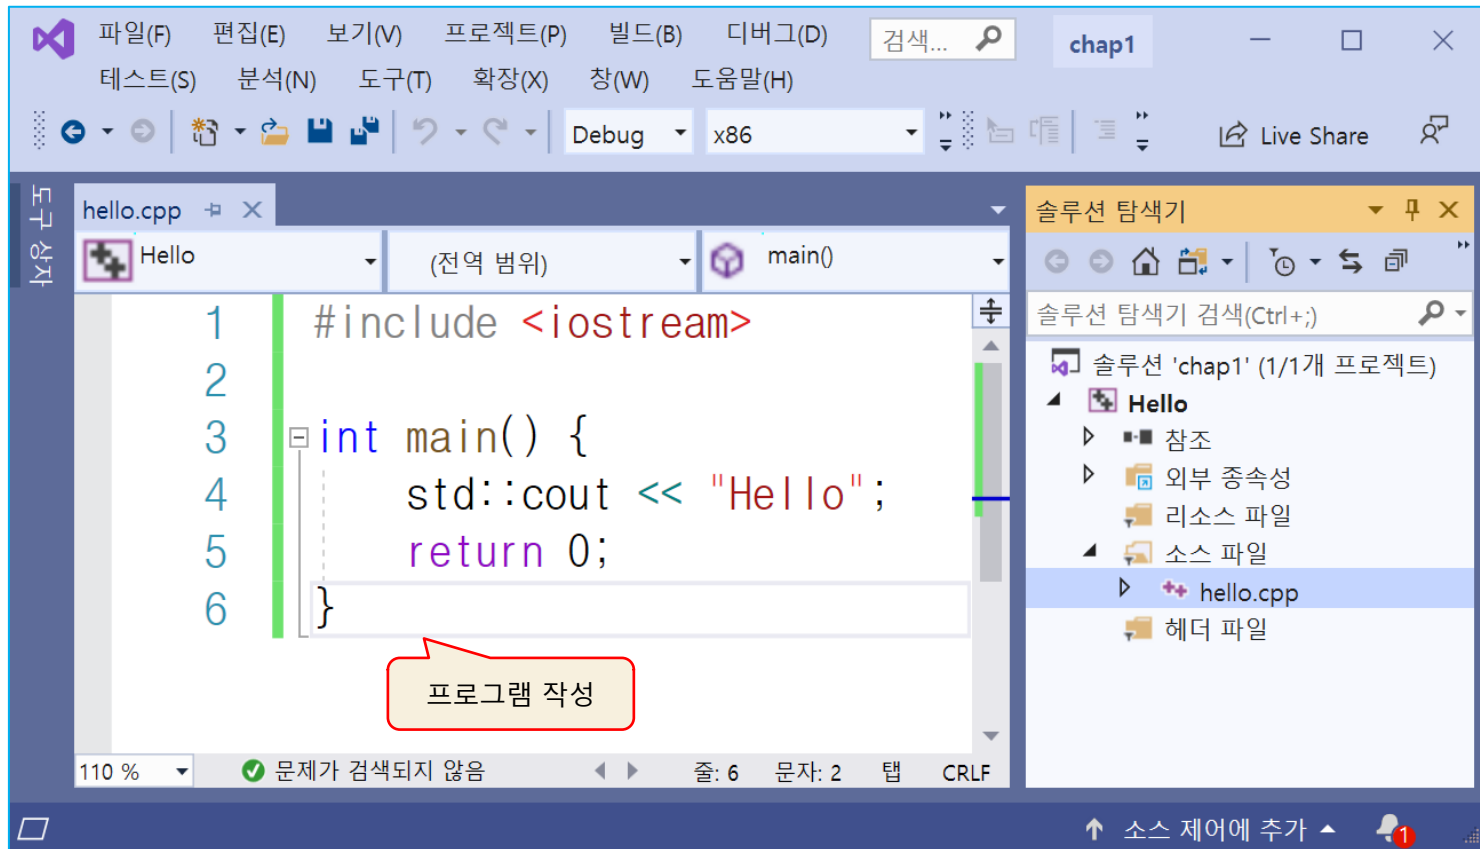 파일(F) 편집(E) 보기(V) 프로젝트(P) 빌드(B) 디버그(D) 검색... chap1
테스트(S) 분석(N) 도구(T) 확장(X) 창(W) 도움말(H)
Debug x86 Live Share
도구 상자
hello.cpp
Hello (전역 범위) main()
1 #include <iostream>
2
3 int main() {
4 std::cout << "Hello";
5 return 0;
6 }
프로그램 작성
110 % 문제가 검색되지 않음 줄: 6 문자: 2 탭 CRLF
솔루션 탐색기
솔루션 탐색기 검색(Ctrl+;)
솔루션 'chap1' (1/1개 프로젝트)
Hello
참조
외부 종속성
리소스 파일
소스 파일
hello.cpp
헤더 파일
소스 제어에 추가 1